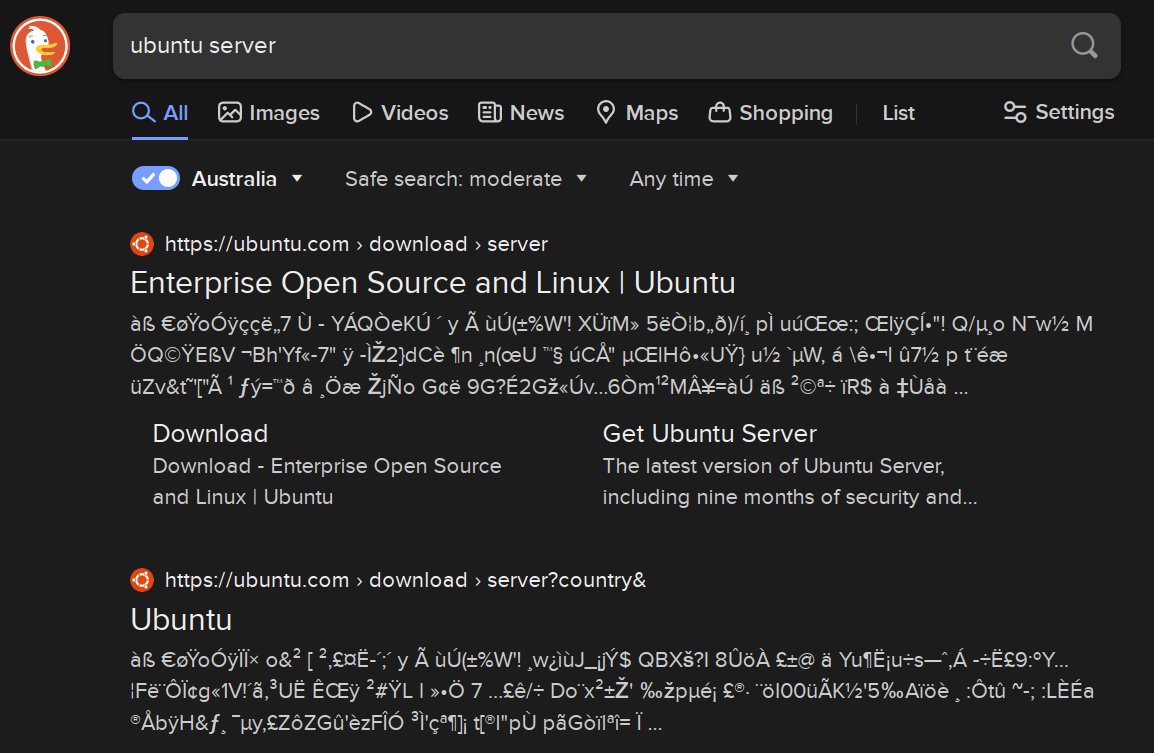 ubuntu server
All Images Videos News Maps Shopping List Settings
Australia Safe search: moderate Any time
https://ubuntu.com › download › server
Enterprise Open Source and Linux | Ubuntu
àß €øŸoÓÿççë„7 Ù - YÁQÒeKÚ ´ y Ã ùÚ(±%W'! XÜïM» 5ëÒ¦b„ð)/í¸ pÌ uúŒœ:; ŒlÿÇÍ•"! Q/µ¸o N¯w½ M
ÖQ©ŸEßV ¬Bh'Yf«-7" ÿ -ÌŽ2}dCè ¶n ¸n(œU ™§ úCÅ" µŒlHô•«UŸ} u½ `µW, á \ê•¬I û7½ p t¨éæ
üZv&t˜'["Ã ¹ ƒý=™ð â ¸Öæ ŽjÑo G¢ë 9G?É2Gž«Úv...6Òm¹²MÂ¥=àÚ äß ²©ª÷ ïR$ à ‡Ùåà ...
Download Get Ubuntu Server
Download - Enterprise Open Source The latest version of Ubuntu Server,
and Linux | Ubuntu including nine months of security and...
https://ubuntu.com › download › server?country&
Ubuntu
àß €øŸoÓÿÏÏ× o&² [ ²‚£¤Ë-´;´ y Ã ùÚ(±%W'! ¸w¿ìùJ_¡jÝ$ QBXš?I 8ÛöÀ £±@ ä Yu¶Ë¡u÷s—ˆ‚Á -÷Ë£9:ºY...
¦Fë¨ÔÏ¢g«1V!´ã‚³UË ÊŒÿ ²#ŸL I »•Ö 7 ...£ê/÷ Do¨x²±Ž' ‰žpµé¡ £®· ¨öI00üÃK½'5‰Aïöè ¸ :Ôtû ~-; :LÈÉa
®ÅbÿH&ƒ¸ ¯µy‚£ZôZGû'èzFÎÓ ³Ì'çª¶]¡ t[®l"pÙ pãGòïlªî= Ï ...